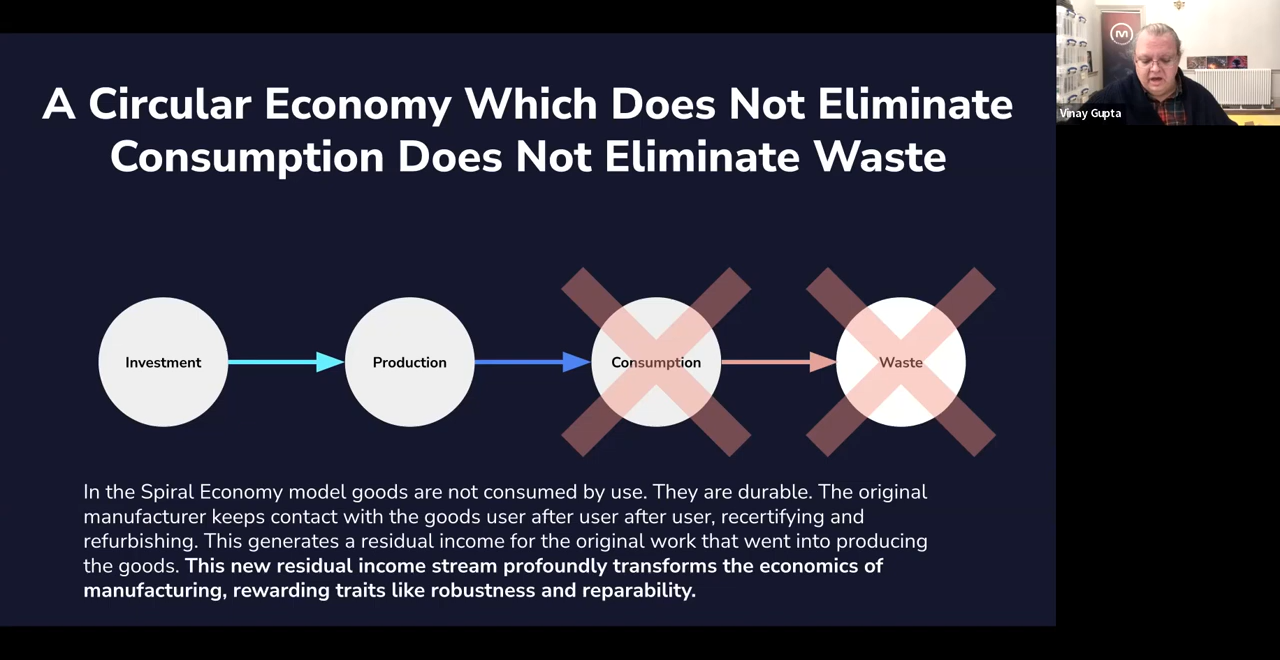 A Circular Economy Which Does Not Eliminate
Consumption Does Not Eliminate Waste
Investment
Production
Consumption
Waste
In the Spiral Economy model goods are not consumed by use. They are durable. The original
manufacturer keeps contact with the goods user after user after user, recertifying and
refurbishing. This generates a residual income for the original work that went into producing
the goods. This new residual income stream profoundly transforms the economics of
manufacturing, rewarding traits like robustness and reparability.
Vinay Gupta